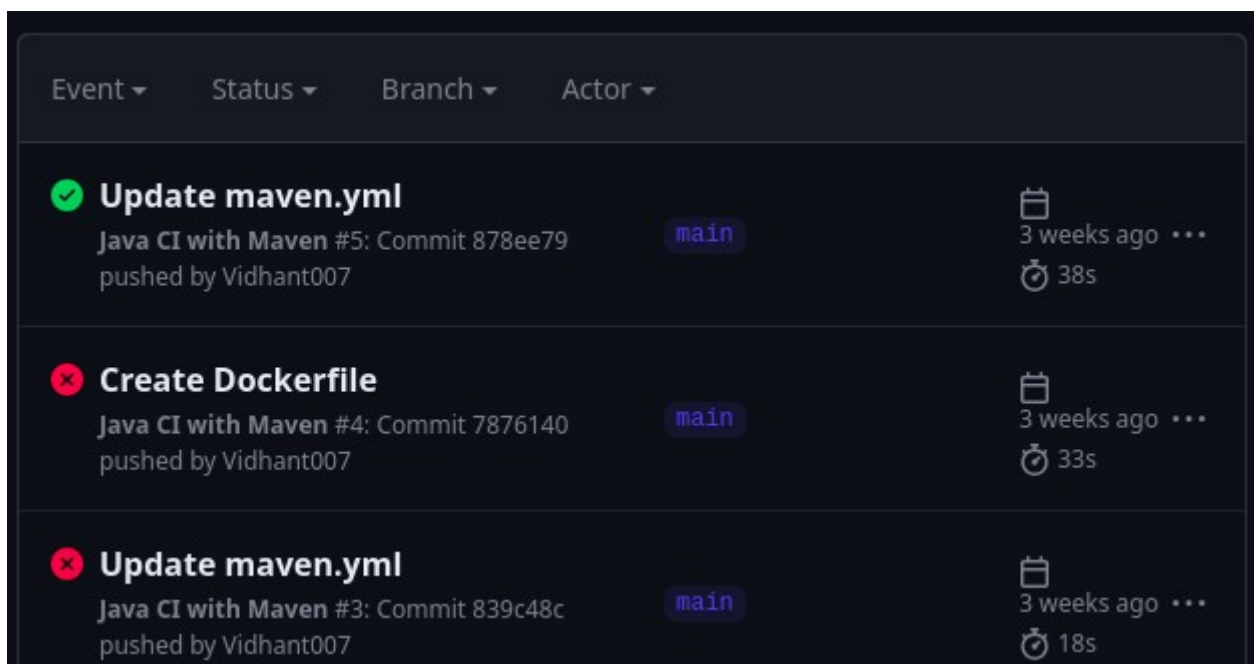 Event Status Branch Actor
Update maven.yml
Java CI with Maven #5: Commit 878ee79
pushed by Vidhant007
main
3 weeks ago
38s
Create Dockerfile
Java CI with Maven #4: Commit 7876140
pushed by Vidhant007
main
3 weeks ago
33s
Update maven.yml
Java CI with Maven #3: Commit 839c48c
pushed by Vidhant007
main
3 weeks ago
18s